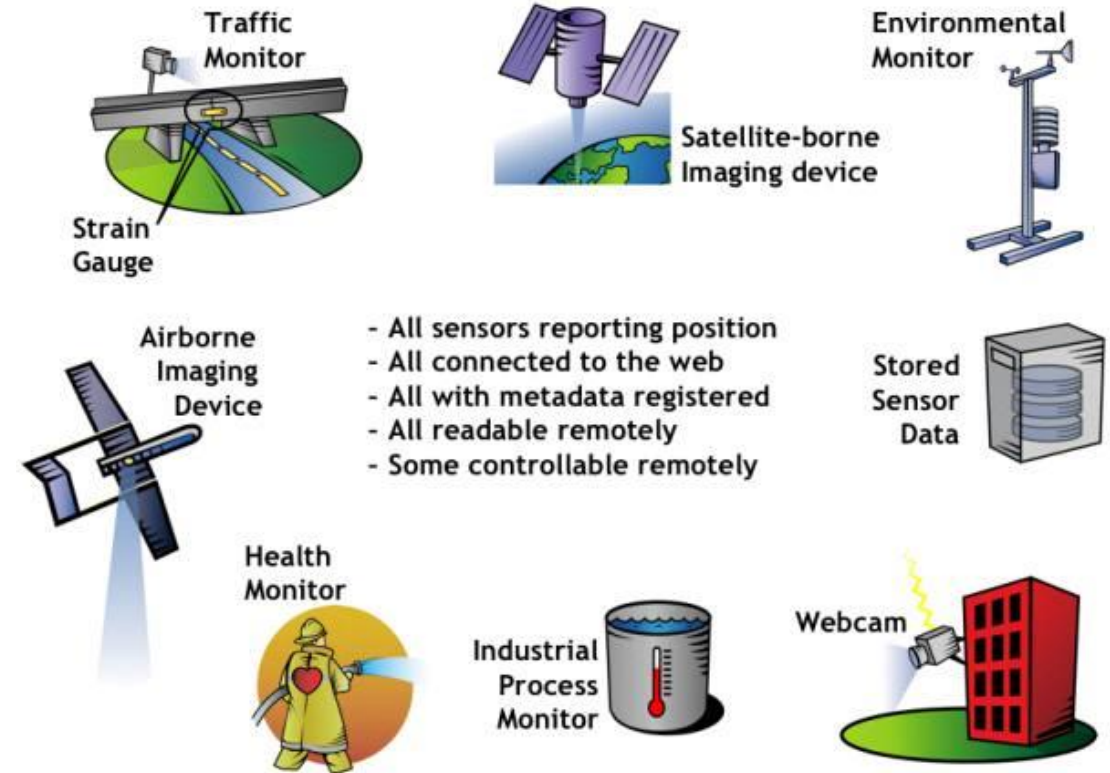 Traffic
Monitor
Environmental
Monitor
Satellite-borne
Imaging device
Strain
Gauge
Airborne
Imaging
Device
- All sensors reporting position
- All connected to the web
- All with metadata registered
- All readable remotely
- Some controllable remotely
Stored
Sensor
Data
Health
Monitor
Industrial
Process
Monitor
Webcam